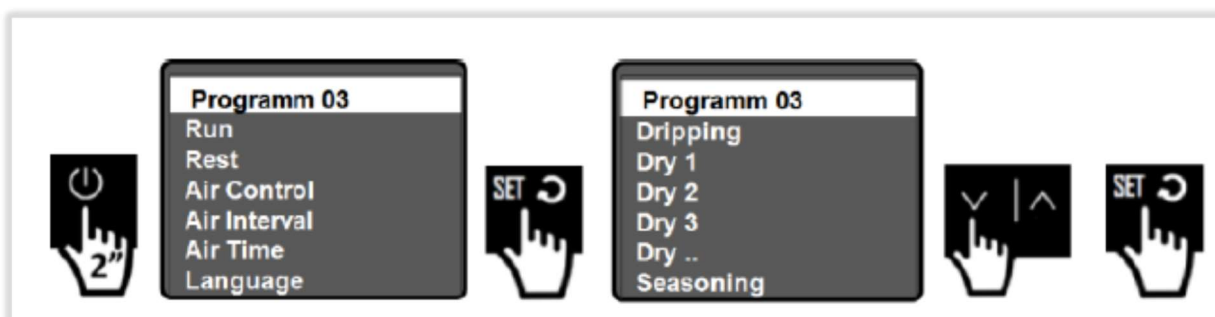 2”
Programm 03
Run
Rest
Air Control
Air Interval
Air Time
Language
SET
Programm 03
Dripping
Dry 1
Dry 2
Dry 3
Dry ..
Seasoning
SET